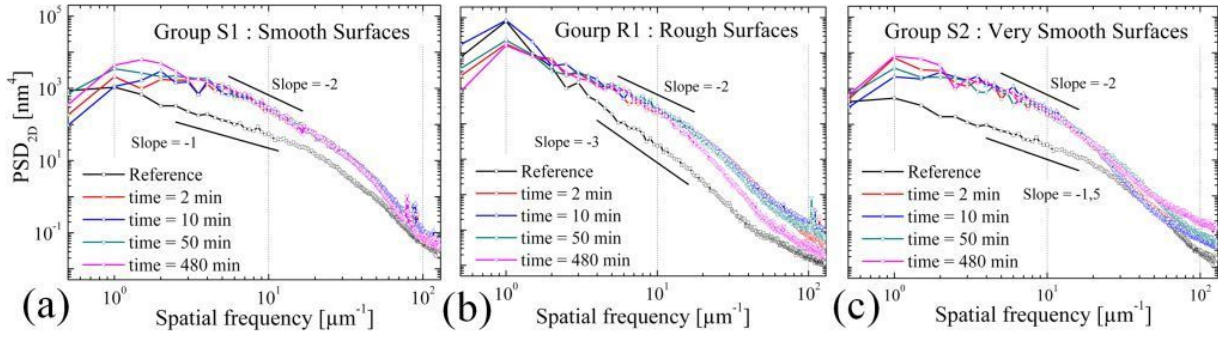 Group S1 : Smooth Surfaces
Slope = -2
Slope = -1
Reference
time = 2 min
time = 10 min
time = 50 min
time = 480 min
PSD2D [nm4]
10^5
10^3
10^1
10^-1
10^0
10^1
10^2
Spatial frequency [µm-1]
(a)
Gourp R1 : Rough Surfaces
Slope = -2
Slope = -3
Reference
time = 2 min
time = 10 min
time = 50 min
time = 480 min
10^0
10^1
10^2
Spatial frequency [µm-1]
(b)
Group S2 : Very Smooth Surfaces
Slope = -2
Slope = -1,5
Reference
time = 2 min
time = 10 min
time = 50 min
time = 480 min
10^0
10^1
10^2
Spatial frequency [µm-1]
(c)